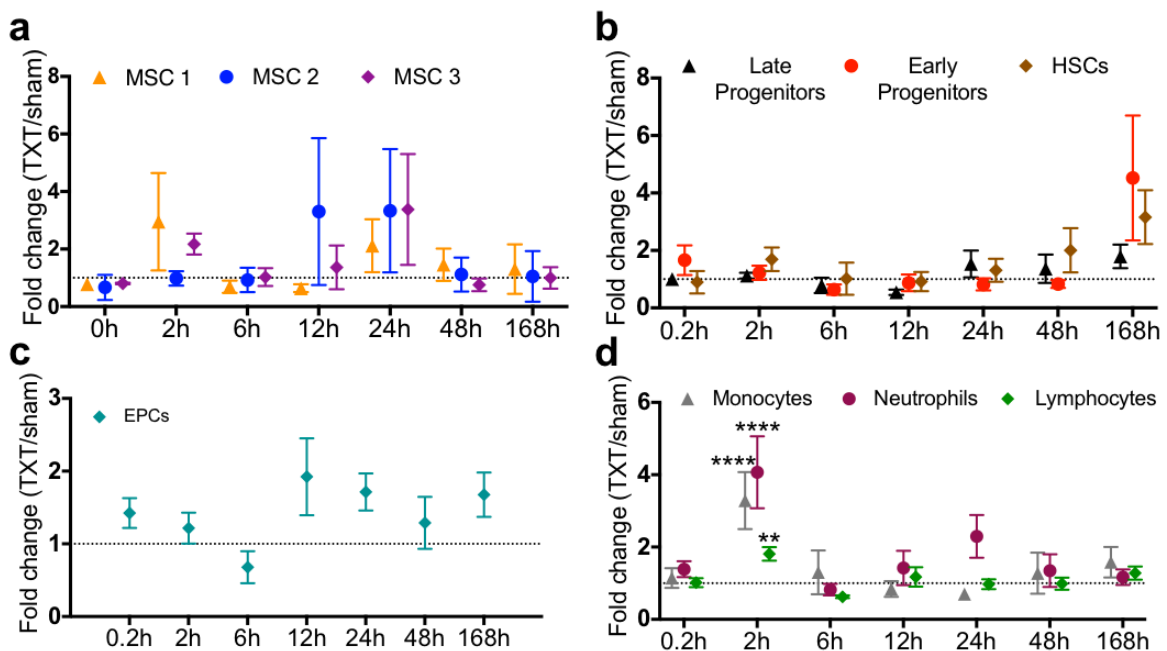 a
Fold change (TXT/sham)
8
6
4
2
0
MSC 1
MSC 2
MSC 3
0h
2h
6h
12h
24h
48h
168h
b
Fold change (TXT/sham)
8
6
4
2
0
Late
Progenitors
Early
Progenitors
HSCs
0.2h
2h
6h
12h
24h
48h
168h
c
Fold change (TXT/sham)
3
2
1
0
EPCs
0.2h
2h
6h
12h
24h
48h
168h
d
Fold change (TXT/sham)
6
4
2
0
Monocytes
Neutrophils
Lymphocytes
****
****
**
0.2h
2h
6h
12h
24h
48h
168h